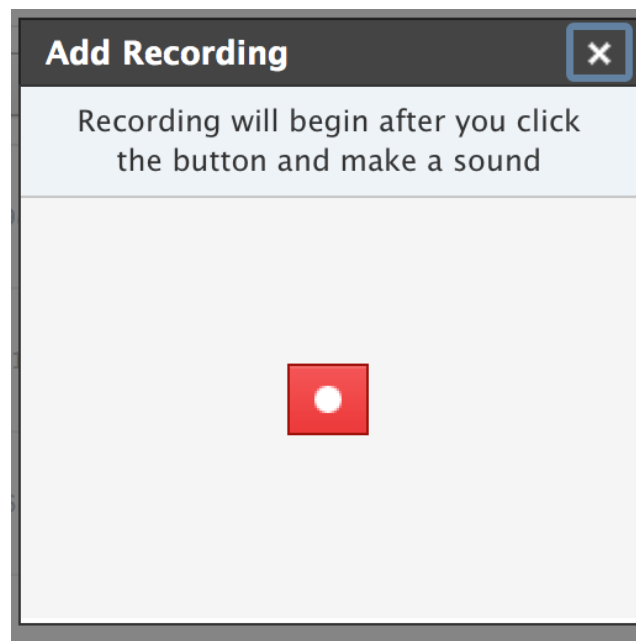 Add Recording
Recording will begin after you click
the button and make a sound